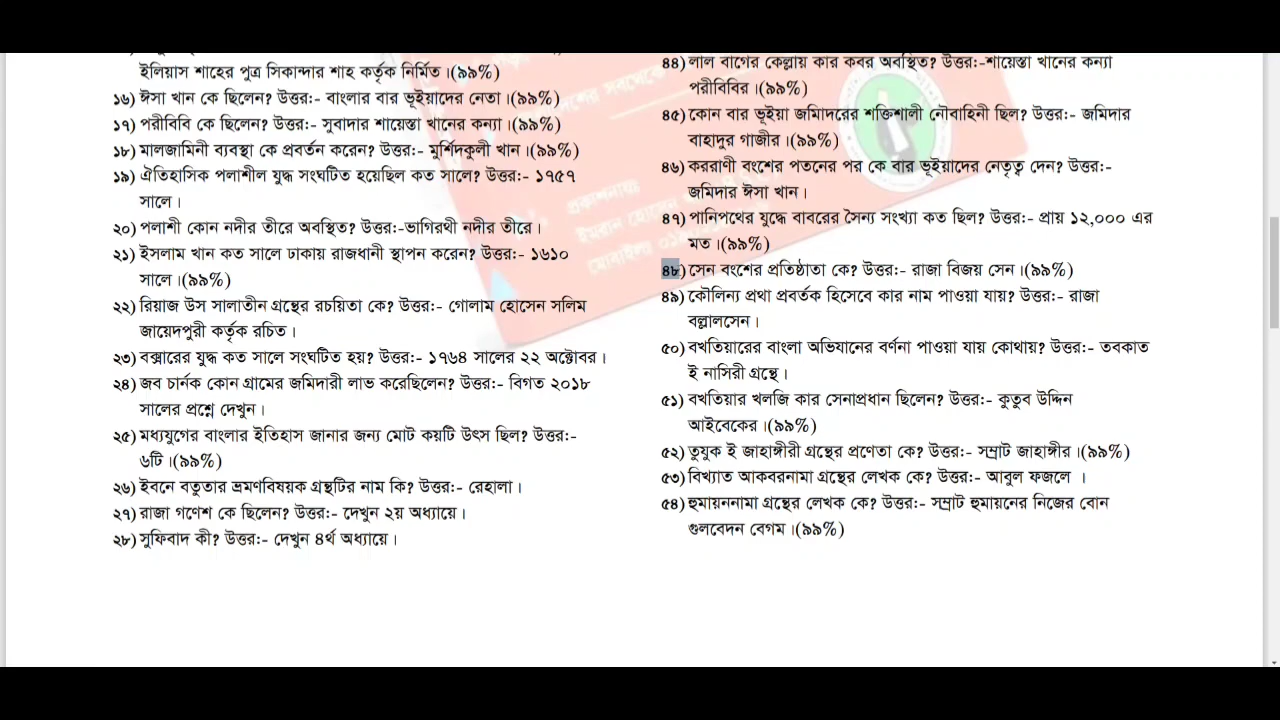 ইলিয়াস শাহের পুত্র সিকান্দার শাহ কর্তৃক নির্মিত।(৯৯%)
১৬) ঈসা খান কে ছিলেন? উত্তর:- বাংলার বার ভূইয়াদের নেতা।(৯৯%)
১৭) পরীবিবি কে ছিলেন? উত্তর:- সুবাদার শায়েস্তা খানের কন্যা।(৯৯%)
১৮) মালজামিনী ব্যবস্থা কে প্রবর্তন করেন? উত্তর:- মুর্শিদকুলী খান।(৯৯%)
১৯) ঐতিহাসিক পলাশীল যুদ্ধ সংঘটিত হয়েছিল কত সালে? উত্তর:- ১৭৫৭
সালে।
২০) পলাশী কোন নদীর তীরে অবস্থিত? উত্তর:-ভাগিরথী নদীর তীরে।
২১) ইসলাম খান কত সালে ঢাকায় রাজধানী স্থাপন করেন? উত্তর:- ১৬১০
সালে।(৯৯%)
২২) রিয়াজ উস সালাতীন গ্রন্থের রচয়িতা কে? উত্তর:- গোলাম হোসেন সলিম
জায়েদপুরী কর্তৃক রচিত।
২৩) বক্সারের যুদ্ধ কত সালে সংঘটিত হয়? উত্তর:- ১৭৬৪ সালের ২২ অক্টোবর।
২৪) জব চার্নক কোন গ্রামের জমিদারী লাভ করেছিলেন? উত্তর:- বিগত ২০১৮
সালের প্রশ্নে দেখুন।
২৫) মধ্যযুগের বাংলার ইতিহাস জানার জন্য মোট কয়টি উৎস ছিল? উত্তর:-
৬টি।(৯৯%)
২৬) ইবনে বতুতার ভ্রমণবিষয়ক গ্রন্থটির নাম কি? উত্তর:- রেহালা।
২৭) রাজা গণেশ কে ছিলেন? উত্তর:- দেখুন ২য় অধ্যায়ে।
২৮) সুফিবাদ কী? উত্তর:- দেখুন ৪র্থ অধ্যায়ে।
৪৪) লাল বাগের কেল্লায় কার কবর অবস্থিত? উত্তর:-শায়েস্তা খানের কন্যা
পরীবিবির।(৯৯%)
৪৫) কোন বার ভূইয়া জমিাদরের শক্তিশালী নৌবাহিনী ছিল? উত্তর:- জমিদার
বাহাদুর গাজীর।(৯৯%)
৪৬) কররাণী বংশের পতনের পর কে বার ভূইয়াদের নেতৃত্ব দেন? উত্তর:-
জমিদার ঈসা খান।
৪৭) পানিপথের যুদ্ধে বাবরের সৈন্য সংখ্যা কত ছিল? উত্তর:- প্রায় ১২,০০০ এর
মত।(৯৯%)
৪৮) সেন বংশের প্রতিষ্ঠাতা কে? উত্তর:- রাজা বিজয় সেন।(৯৯%)
৪৯) কৌলিন্য প্রথা প্রবর্তক হিসেবে কার নাম পাওয়া যায়? উত্তর:- রাজা
বল্লালসেন।
৫০) বখতিয়ারের বাংলা অভিযানের বর্ণনা পাওয়া যায় কোথায়? উত্তর:- তবকাত
ই নাসিরী গ্রন্থে।
৫১) বখতিয়ার খলজি কার সেনাপ্রধান ছিলেন? উত্তর:- কুতুব উদ্দিন
আইবেকের।(৯৯%)
৫২) তুযুক ই জাহাঙ্গীরী গ্রন্থের প্রণেতা কে? উত্তর:- সম্রাট জাহাঙ্গীর।(৯৯%)
৫৩) বিখ্যাত আকবরনামা গ্রন্থের লেখক কে? উত্তর:- আবুল ফজলে ।
৫৪) হুমায়ননামা গ্রন্থের লেখক কে? উত্তর:- সম্রাট হুমায়নের নিজের বোন
গুলবেদন বেগম।(৯৯%)